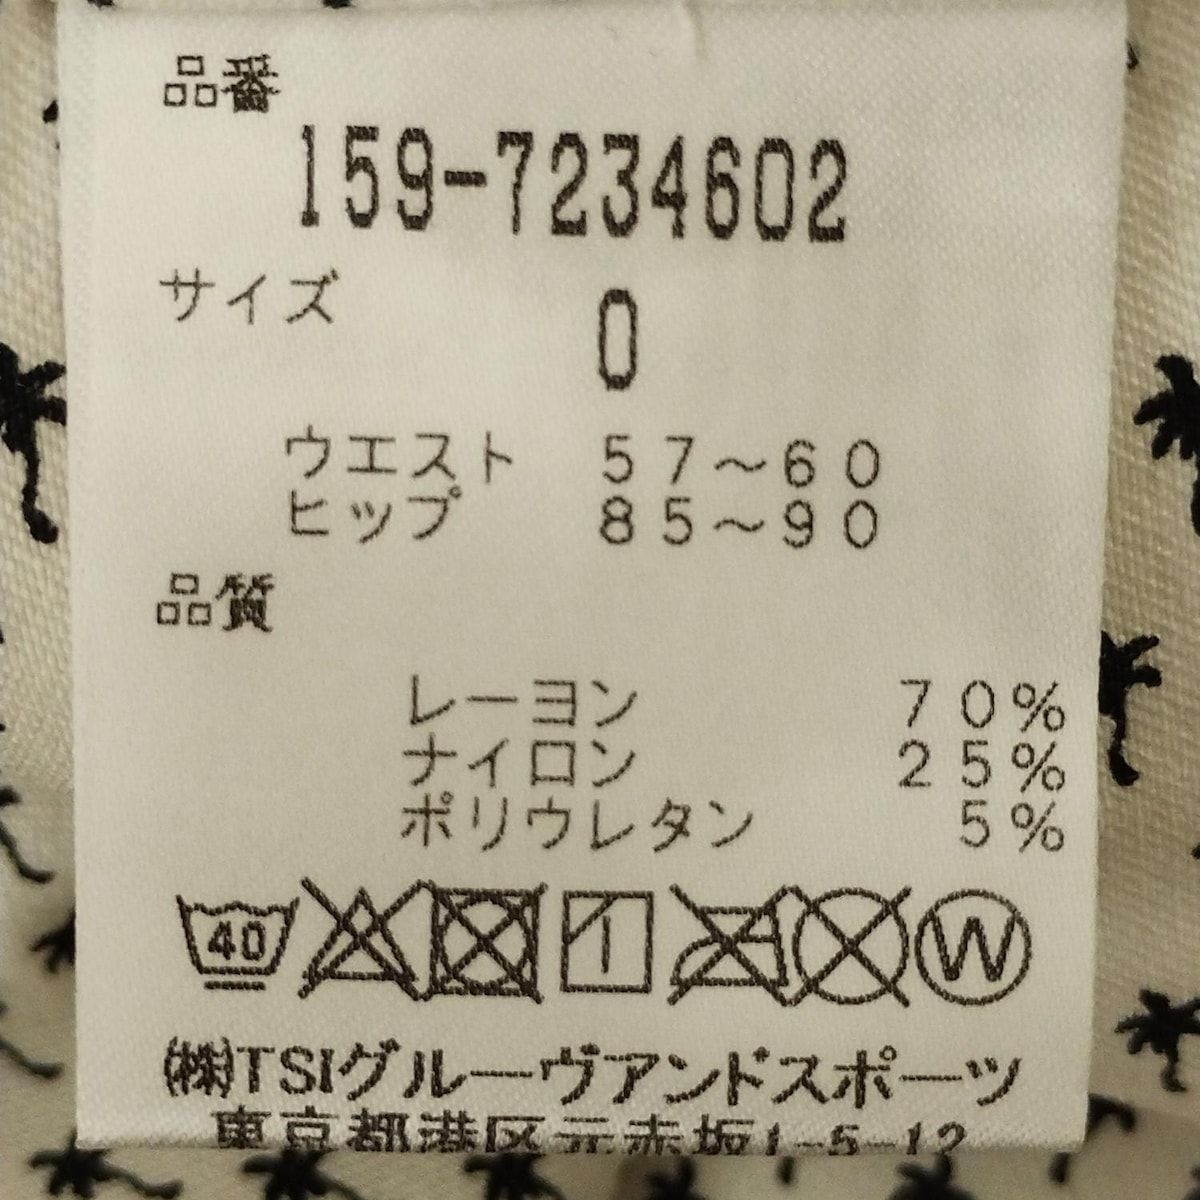 品番
159-7234602
サイズ
0
ウエスト 57～60
ヒップ 85～90
品質
レーヨン 70%
ナイロン 25%
ポリウレタン 5%
40 W
㈱TSIグルーヴアンドスポーツ
東京都港区元赤坂1-5-12